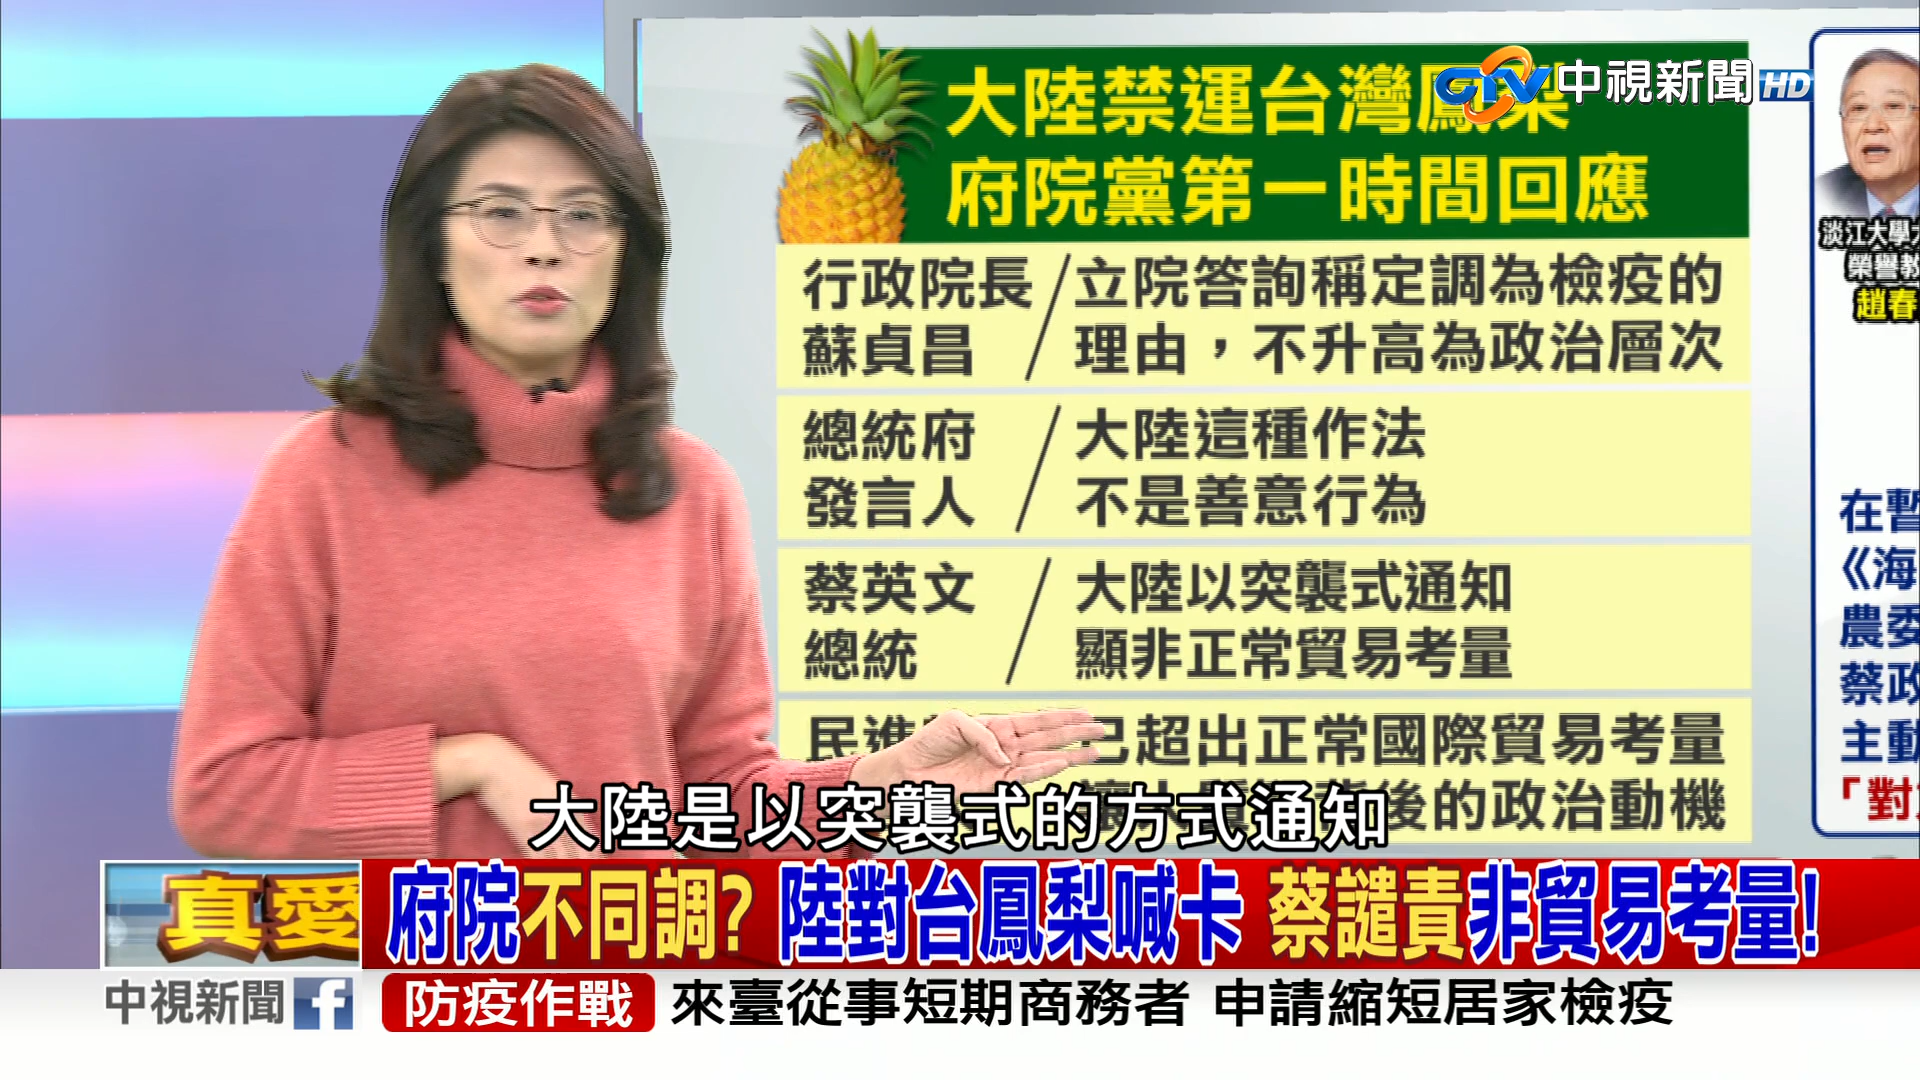 大陸禁運台灣鳳梨
府院黨第一時間回應
CTV中視新聞HD
行政院長
蘇貞昌
立院答詢稱定調為檢疫的
理由，不升高為政治層次
總統府
發言人
大陸這種作法
不是善意行為
蔡英文
總統
大陸以突襲式通知
顯非正常貿易考量
民進
已超出正常國際貿易考量
後的政治動機
淡江大學
榮譽教
趙春
在暫
《海
農委
蔡政
主動
「對
大陸是以突襲式的方式通知
真愛
府院不同調? 陸對台鳳梨喊卡 蔡譴責非貿易考量!
中視新聞 f
防疫作戰 來臺從事短期商務者 申請縮短居家檢疫